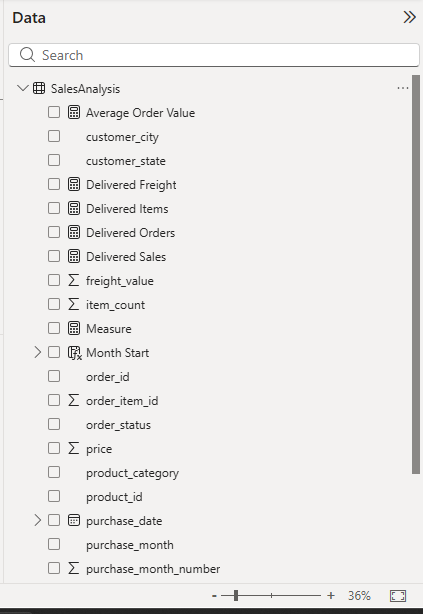 Data
Search
SalesAnalysis
Average Order Value
customer_city
customer_state
Delivered Freight
Delivered Items
Delivered Orders
Delivered Sales
freight_value
item_count
Measure
Month Start
order_id
order_item_id
order_status
price
product_category
product_id
purchase_date
purchase_month
purchase_month_number
- + 36%